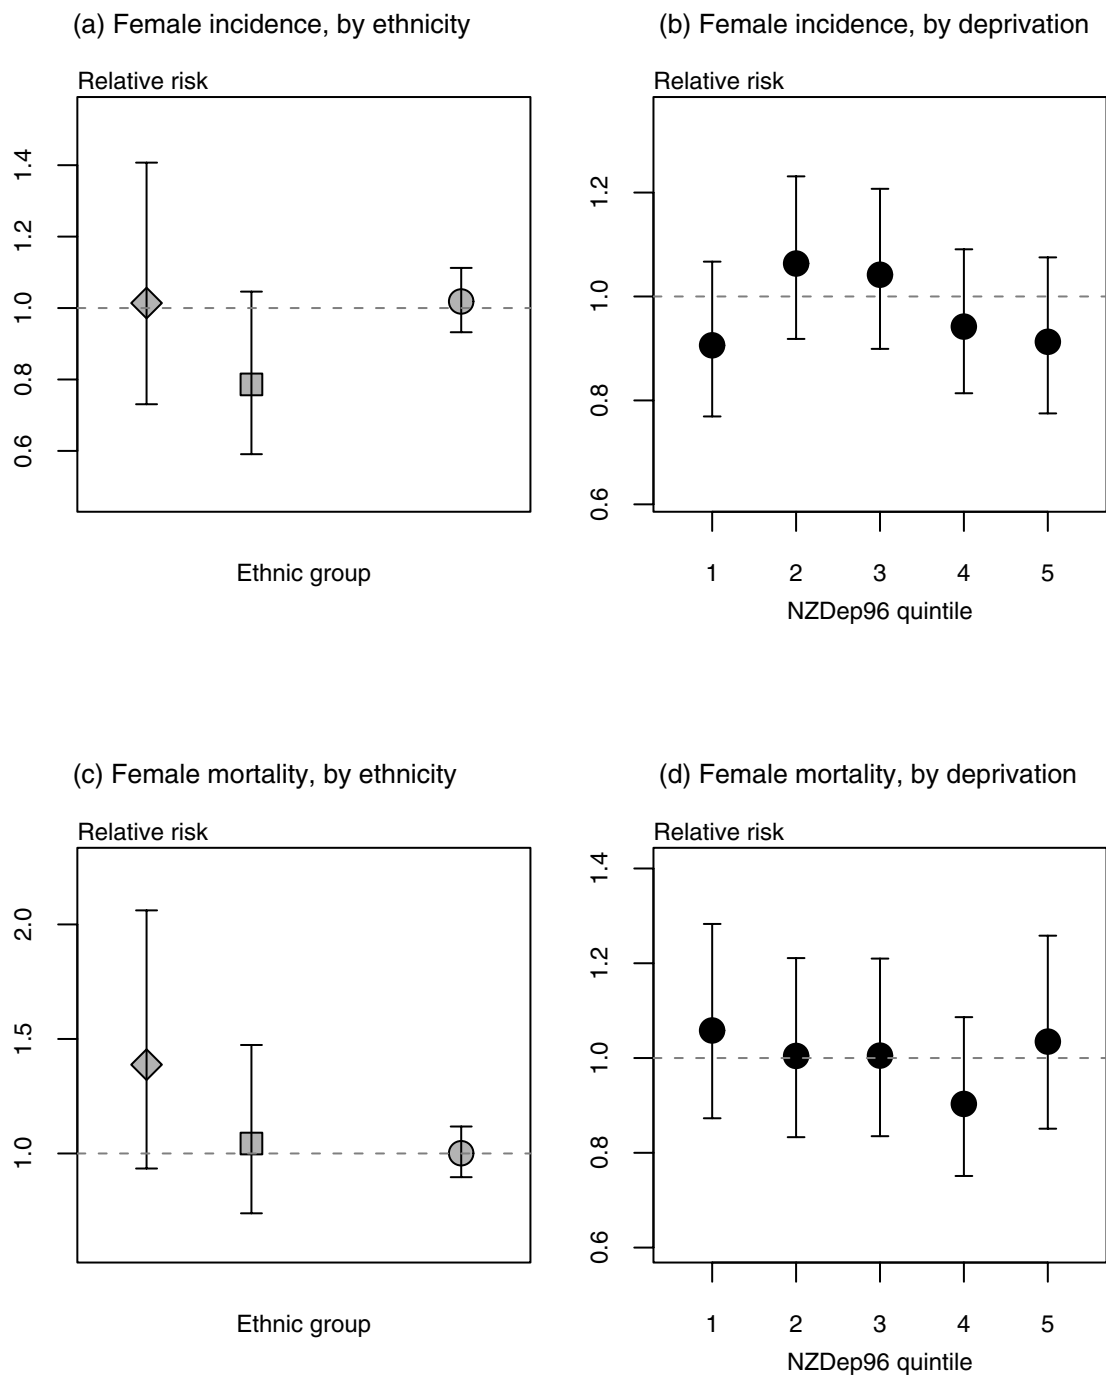 (a) Female incidence, by ethnicity
Relative risk
1.4
1.2
1.0
0.8
0.6
Ethnic group
(b) Female incidence, by deprivation
Relative risk
1.2
1.0
0.8
0.6
1 2 3 4 5
NZDep96 quintile
(c) Female mortality, by ethnicity
Relative risk
2.0
1.5
1.0
Ethnic group
(d) Female mortality, by deprivation
Relative risk
1.4
1.2
1.0
0.8
0.6
1 2 3 4 5
NZDep96 quintile